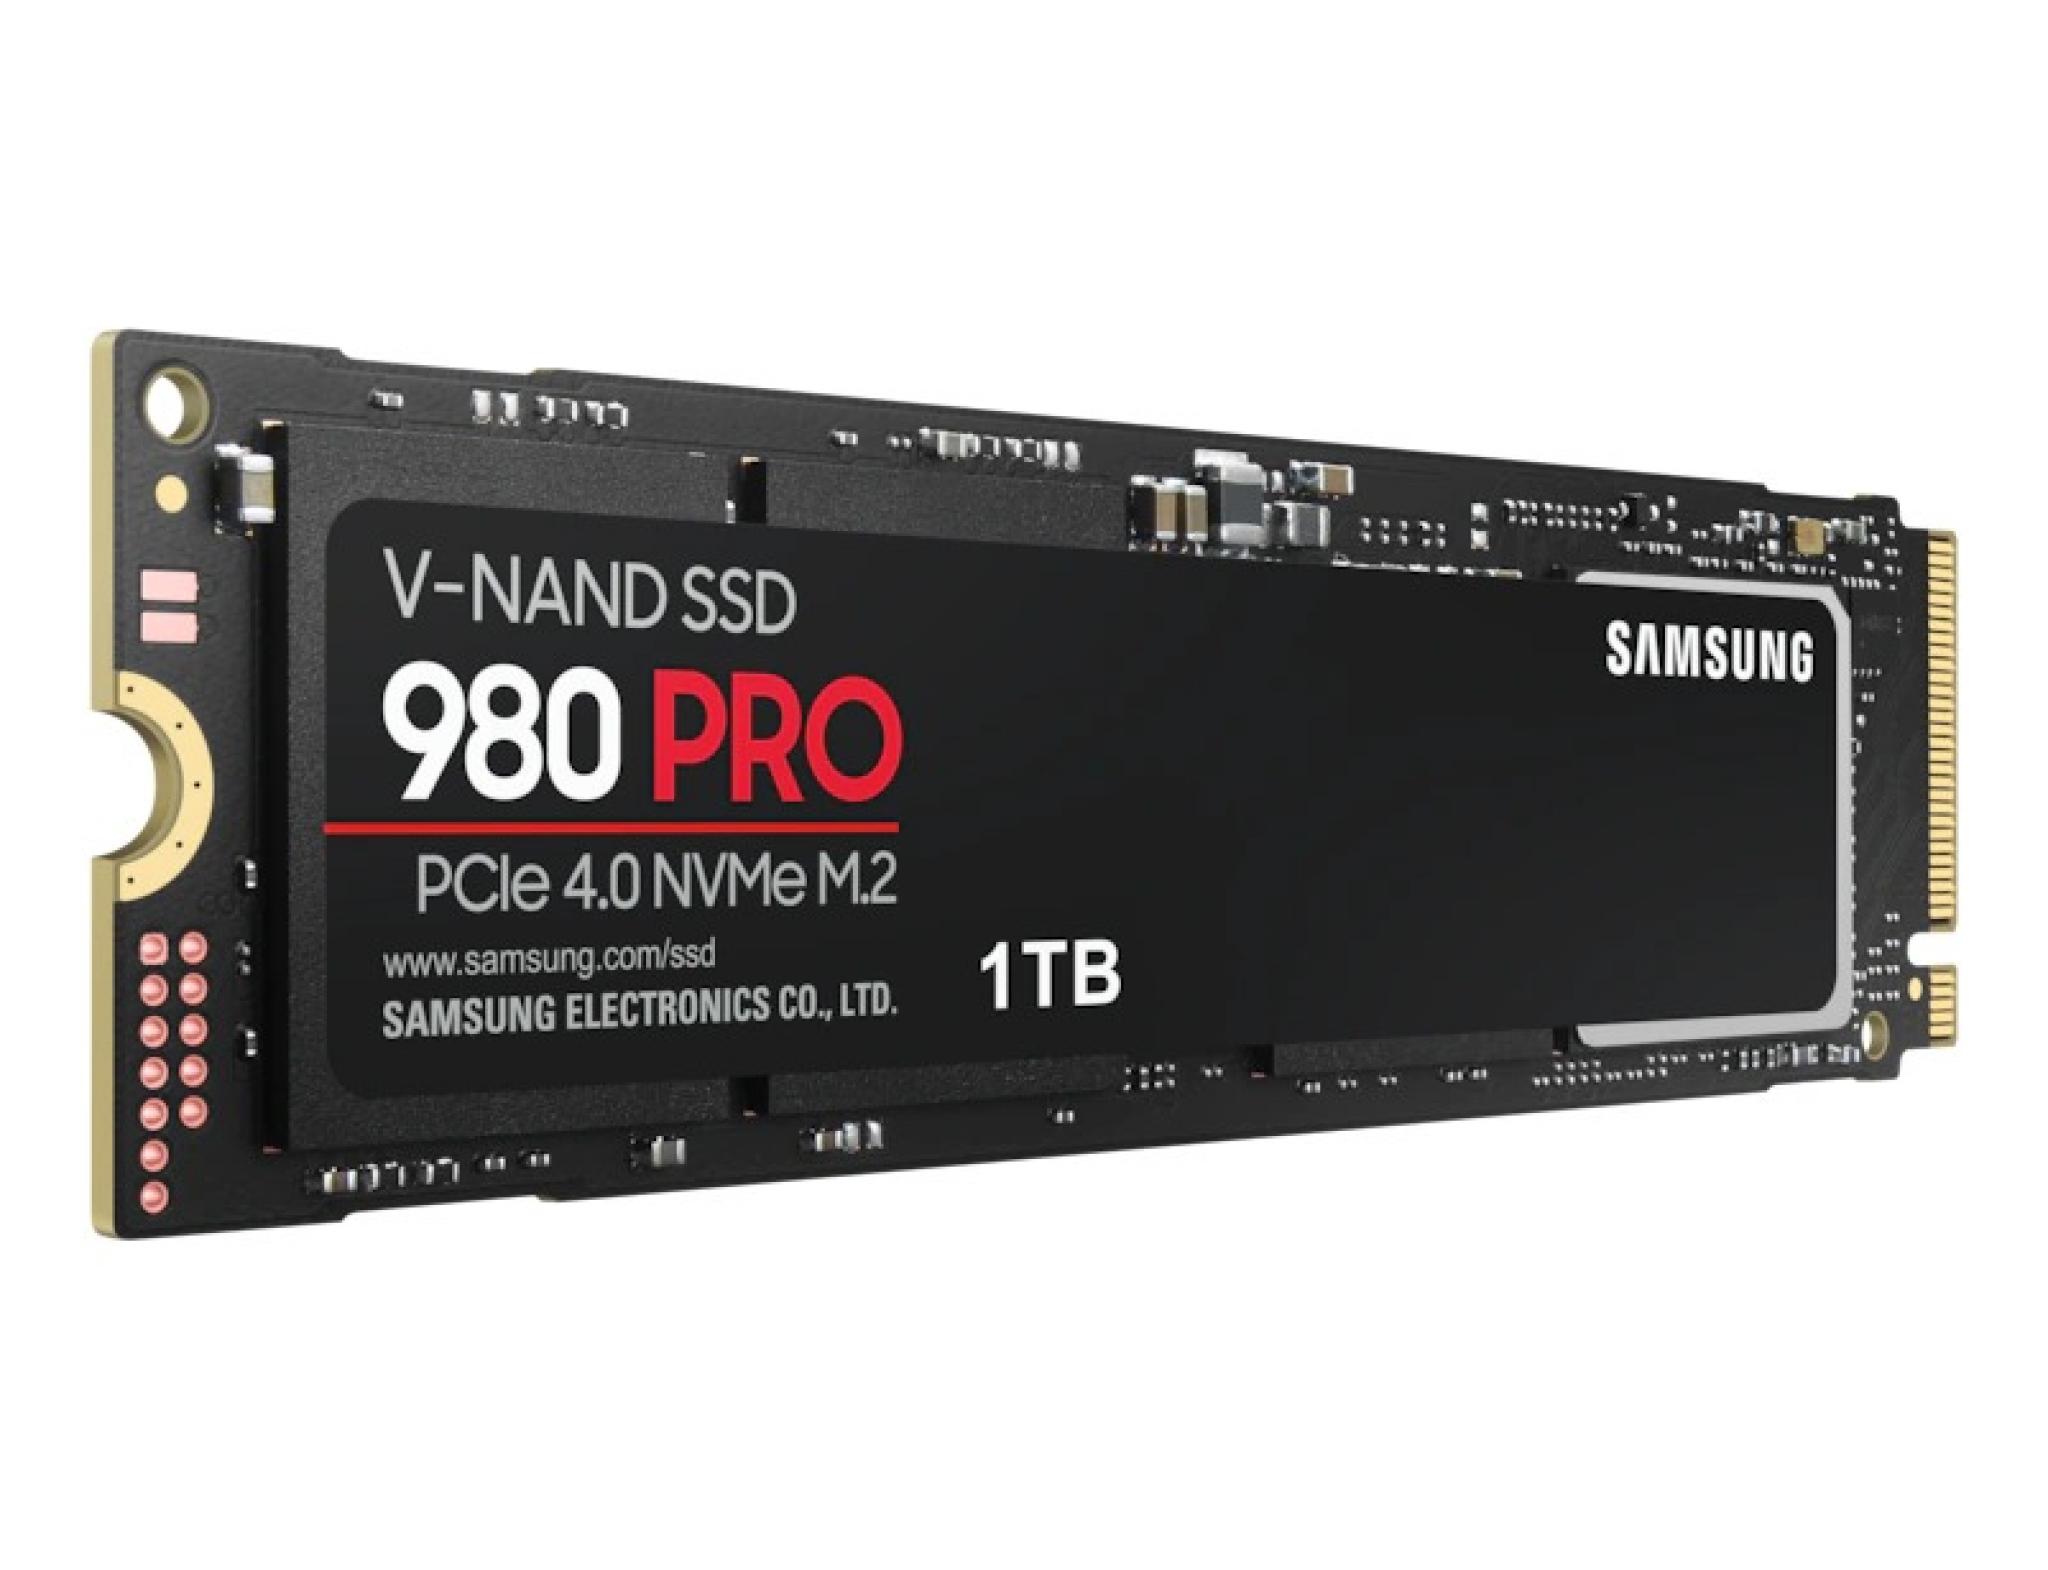 V-NAND SSD
980 PRO
PCIe 4.0 NVMe M.2
www.samsung.com/ssd
SAMSUNG ELECTRONICS CO., LTD.
1TB
SAMSUNG